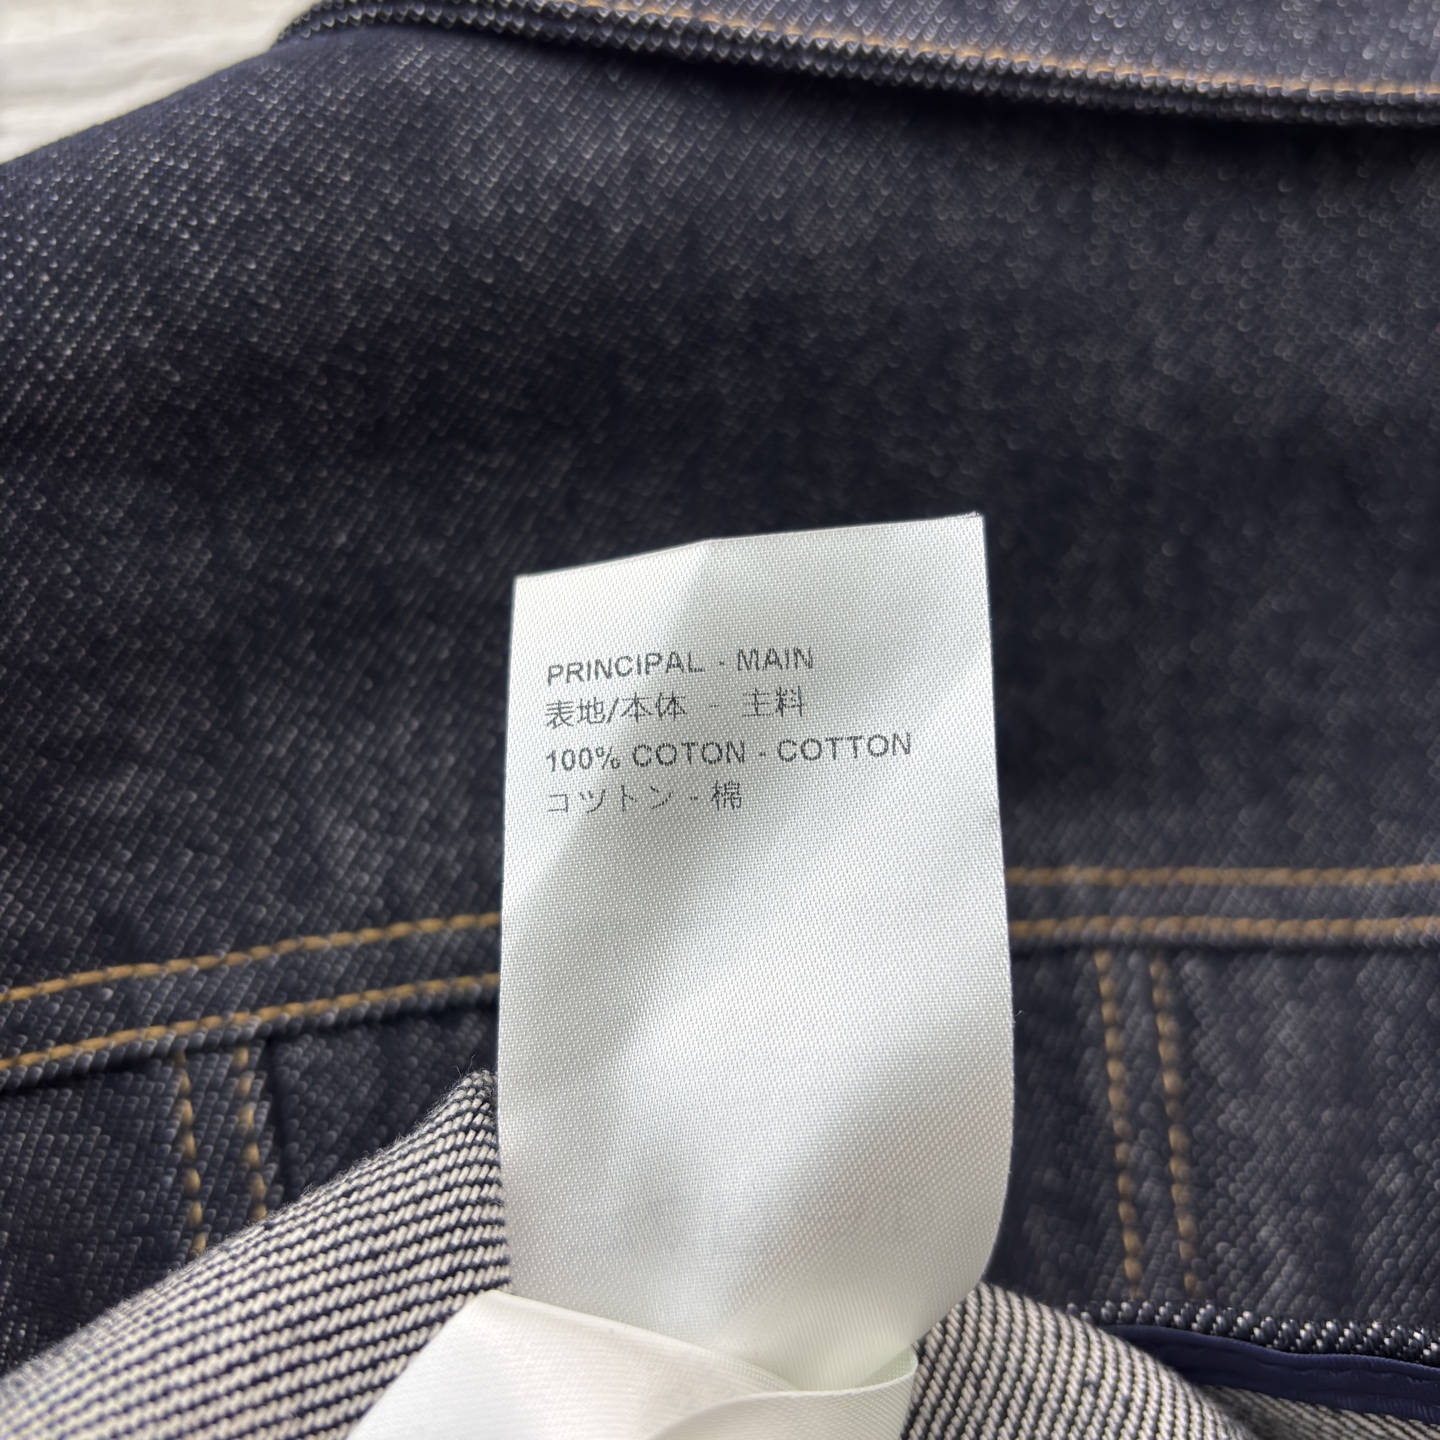 PRINCIPAL - MAIN
表地/本体 - 主料
100% COTON - COTTON
コットン - 棉